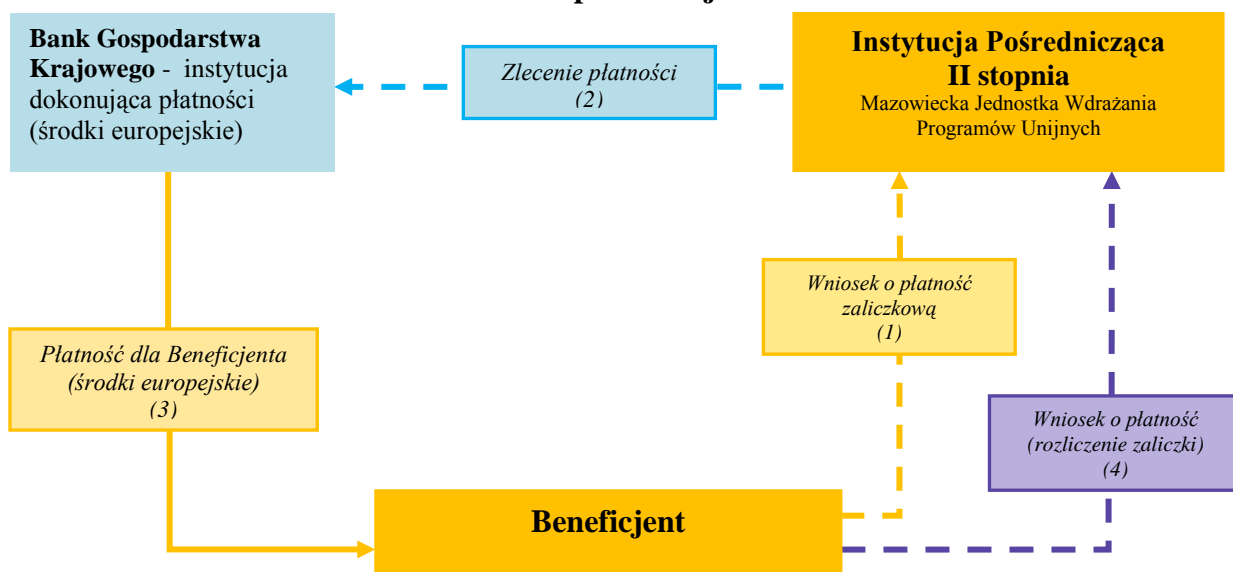 Bank Gospodarstwa
Krajowego - instytucja
dokonująca płatności
(środki europejskie)
Zlecenie płatności
(2)
Instytucja Pośrednicząca
II stopnia
Mazowiecka Jednostka Wdrażania
Programów Unijnych
Wniosek o płatność
zaliczkową
(1)
Płatność dla Beneficjenta
(środki europejskie)
(3)
Wniosek o płatność
(rozliczenie zaliczki)
(4)
Beneficjent